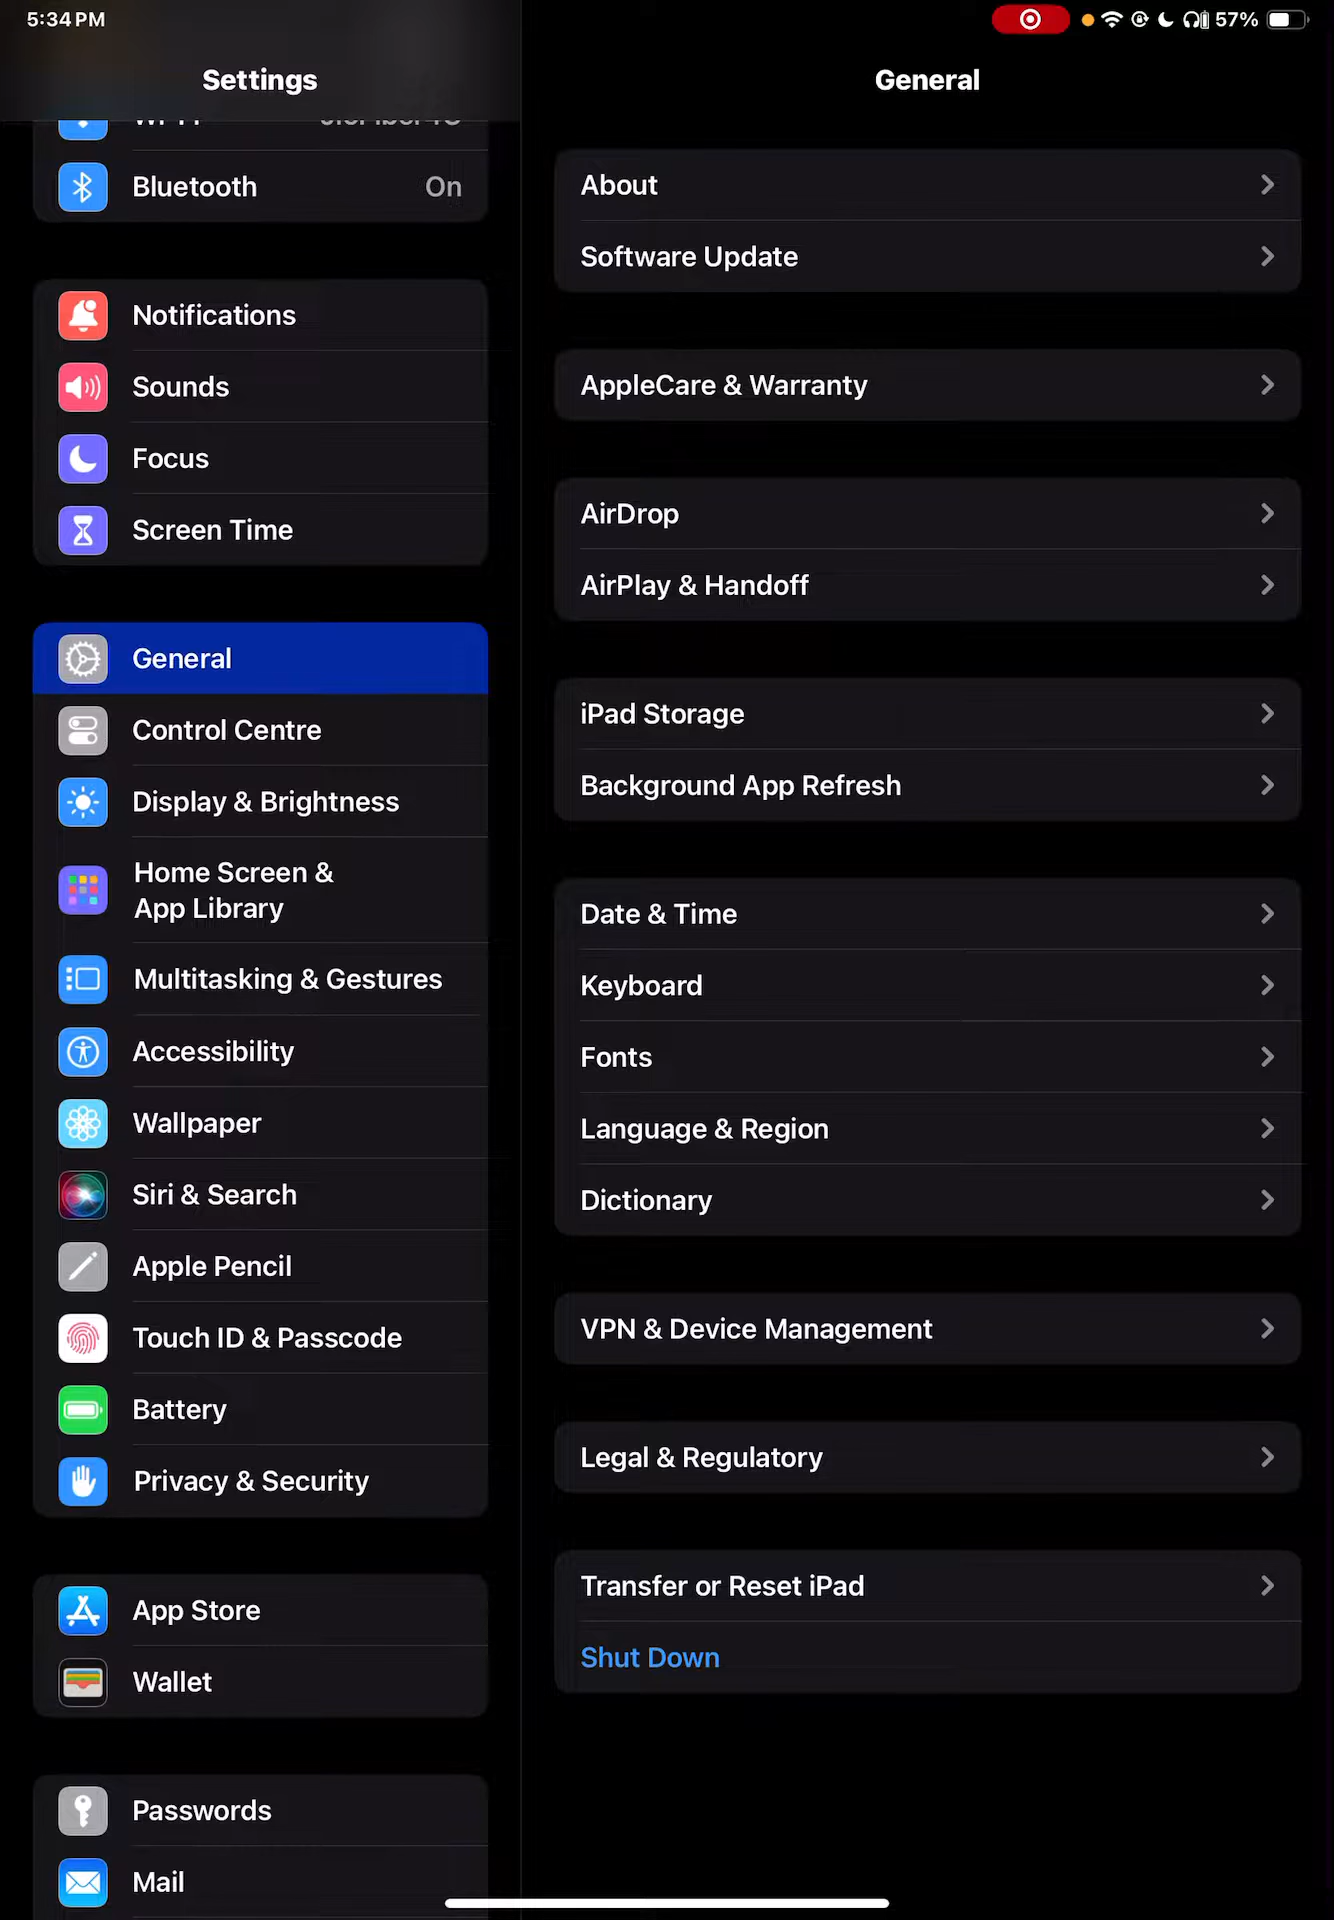 5:34 PM
57%
Settings
Bluetooth
On
Notifications
Sounds
Focus
Screen Time
General
Control Centre
Display & Brightness
Home Screen &
App Library
Multitasking & Gestures
Accessibility
Wallpaper
Siri & Search
Apple Pencil
Touch ID & Passcode
Battery
Privacy & Security
App Store
Wallet
Passwords
Mail
General
About
Software Update
AppleCare & Warranty
AirDrop
AirPlay & Handoff
iPad Storage
Background App Refresh
Date & Time
Keyboard
Fonts
Language & Region
Dictionary
VPN & Device Management
Legal & Regulatory
Transfer or Reset iPad
Shut Down